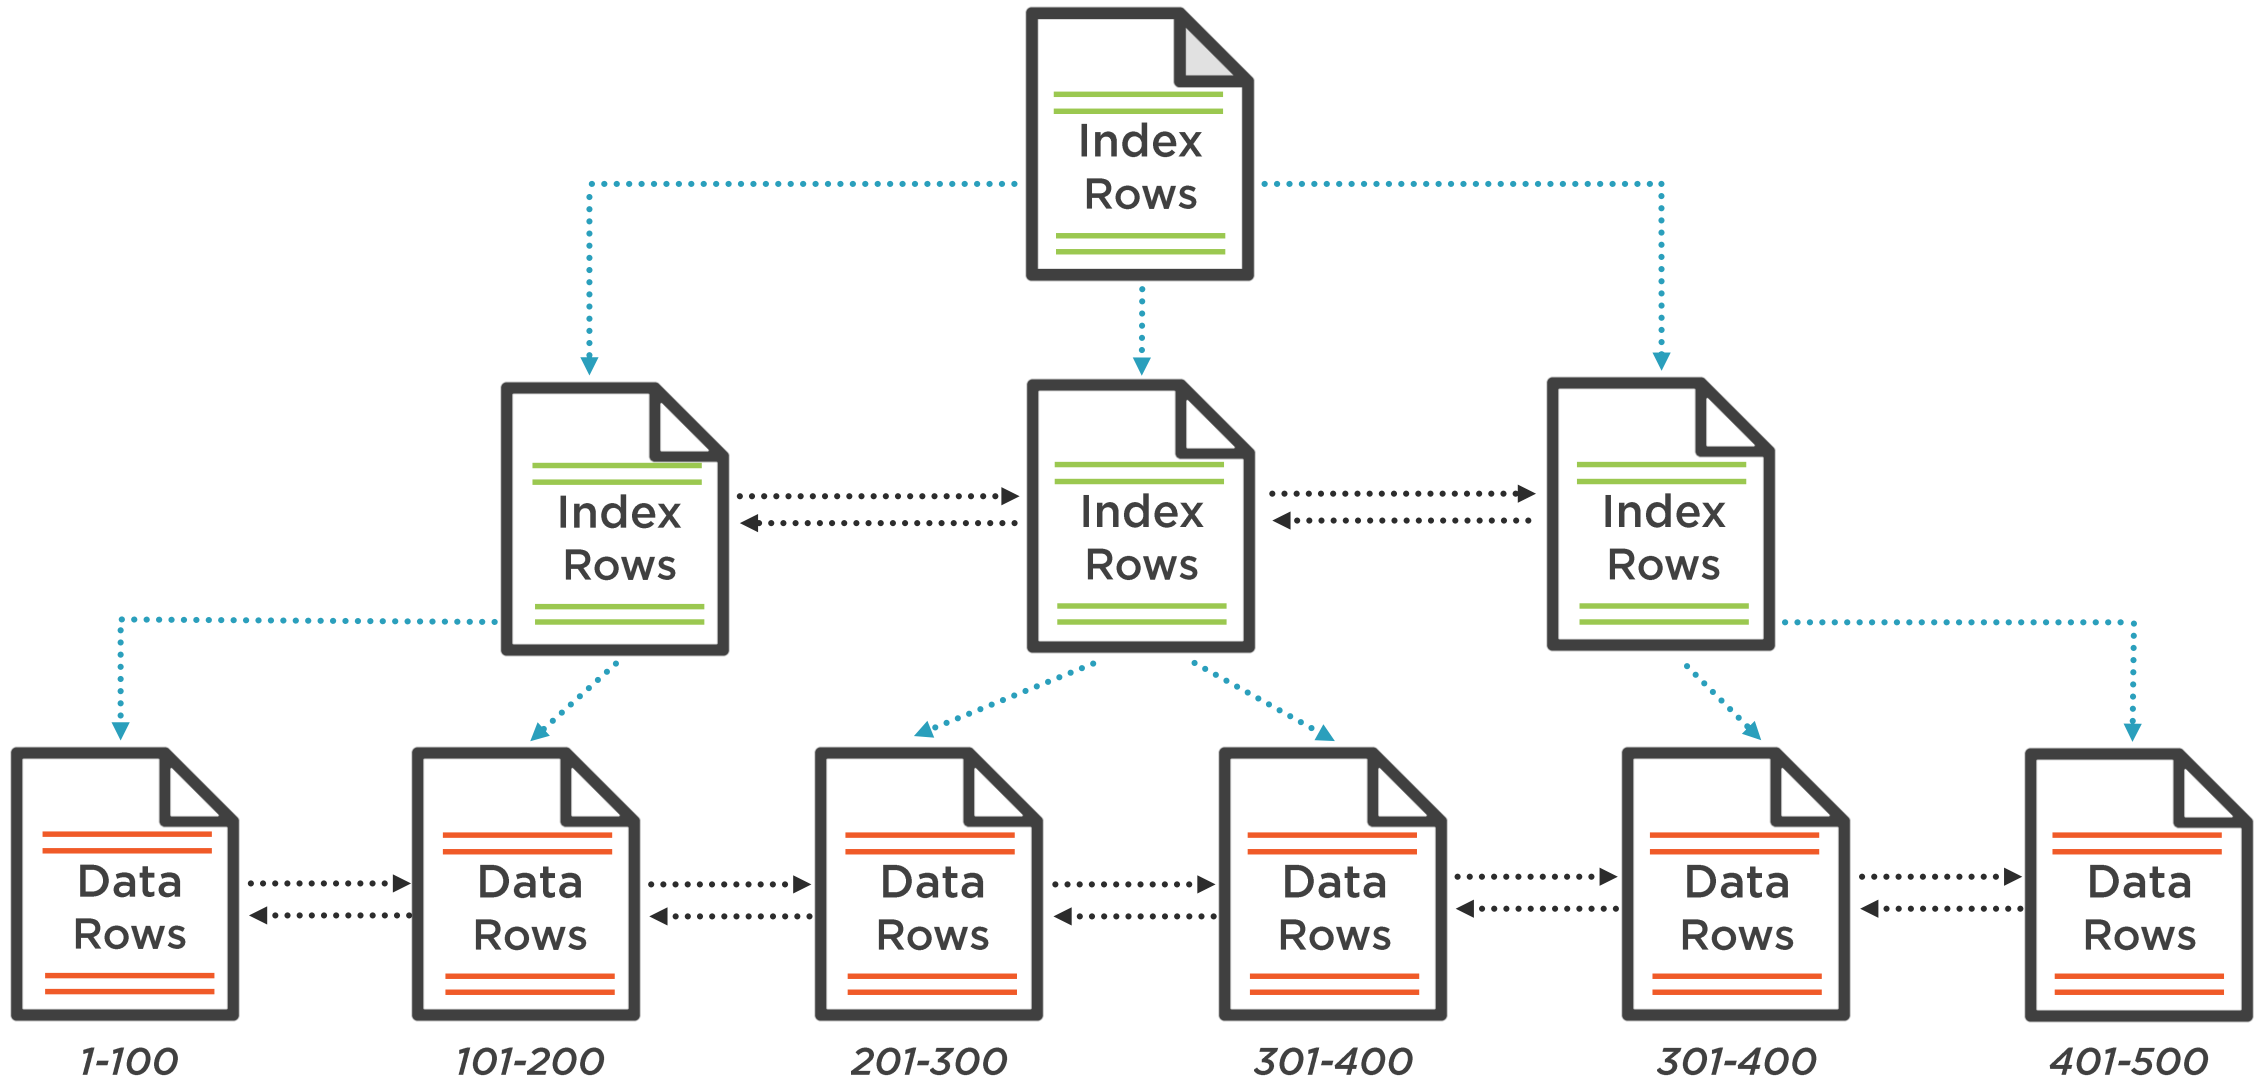 Index
Rows
Index
Rows
Index
Rows
Index
Rows
Data
Rows
Data
Rows
Data
Rows
Data
Rows
Data
Rows
Data
Rows
1-100
101-200
201-300
301-400
301-400
401-500